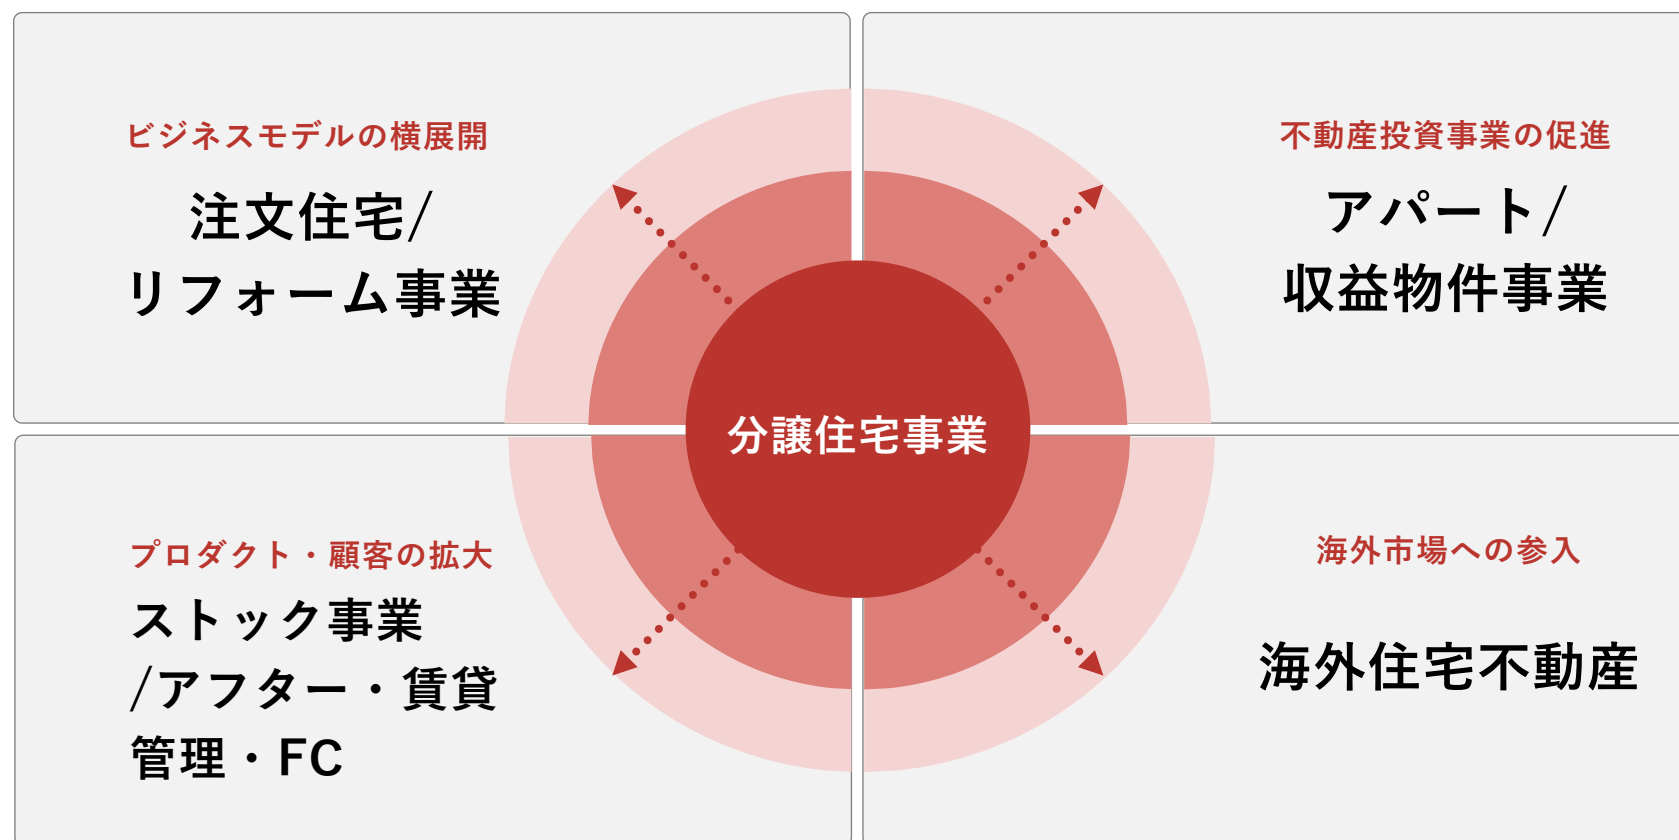 ビジネスモデルの横展開
注文住宅/
リフォーム事業
不動産投資事業の促進
アパート/
収益物件事業
分譲住宅事業
プロダクト・顧客の拡大
ストック事業
/アフター・賃貸
管理・FC
海外市場への参入
海外住宅不動産